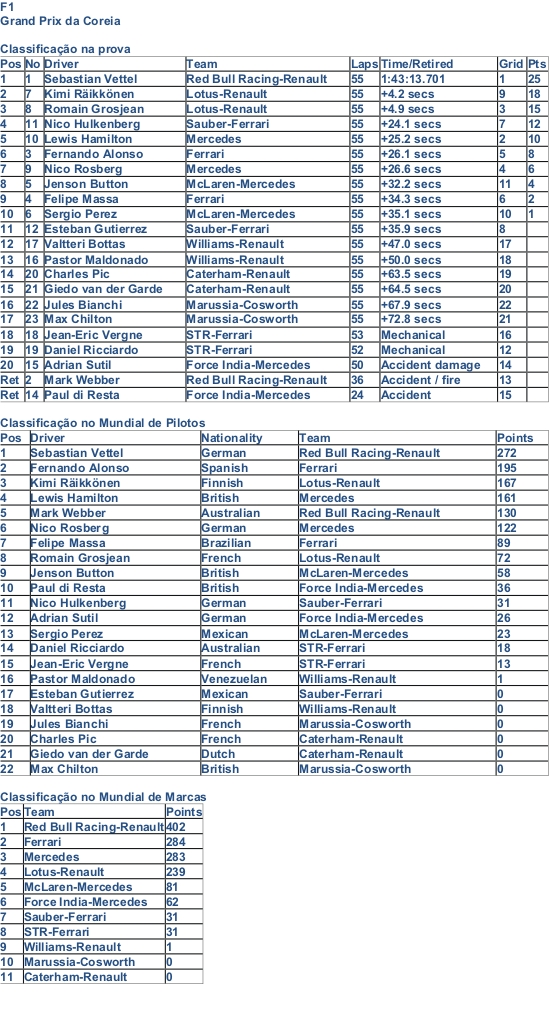 F1
Grand Prix da Coreia
Classificação na prova
Pos No Driver Team Laps Time/Retired Grid Pts
1 1 Sebastian Vettel Red Bull Racing-Renault 55 1:43:13.701 1 25
2 7 Kimi Räikkönen Lotus-Renault 55 +4.2 secs 9 18
3 8 Romain Grosjean Lotus-Renault 55 +4.9 secs 3 15
4 11 Nico Hulkenberg Sauber-Ferrari 55 +24.1 secs 7 12
5 10 Lewis Hamilton Mercedes 55 +25.2 secs 2 10
6 3 Fernando Alonso Ferrari 55 +26.1 secs 5 8
7 9 Nico Rosberg Mercedes 55 +26.6 secs 4 6
8 5 Jenson Button McLaren-Mercedes 55 +32.2 secs 11 4
9 4 Felipe Massa Ferrari 55 +34.3 secs 6 2
10 6 Sergio Perez McLaren-Mercedes 55 +35.1 secs 10 1
11 12 Esteban Gutierrez Sauber-Ferrari 55 +35.9 secs 8
12 17 Valtteri Bottas Williams-Renault 55 +47.0 secs 17
13 16 Pastor Maldonado Williams-Renault 55 +50.0 secs 18
14 20 Charles Pic Caterham-Renault 55 +63.5 secs 19
15 21 Giedo van der Garde Caterham-Renault 55 +64.5 secs 20
16 22 Jules Bianchi Marussia-Cosworth 55 +67.9 secs 22
17 23 Max Chilton Marussia-Cosworth 55 +72.8 secs 21
18 18 Jean-Eric Vergne STR-Ferrari 53 Mechanical 16
19 19 Daniel Ricciardo STR-Ferrari 52 Mechanical 12
20 15 Adrian Sutil Force India-Mercedes 50 Accident damage 14
Ret 2 Mark Webber Red Bull Racing-Renault 36 Accident / fire 13
Ret 14 Paul di Resta Force India-Mercedes 24 Accident 15
Classificação no Mundial de Pilotos
Pos Driver Nationality Team Points
1 Sebastian Vettel German Red Bull Racing-Renault 272
2 Fernando Alonso Spanish Ferrari 195
3 Kimi Räikkönen Finnish Lotus-Renault 167
4 Lewis Hamilton British Mercedes 161
5 Mark Webber Australian Red Bull Racing-Renault 130
6 Nico Rosberg German Mercedes 122
7 Felipe Massa Brazilian Ferrari 89
8 Romain Grosjean French Lotus-Renault 72
9 Jenson Button British McLaren-Mercedes 58
10 Paul di Resta British Force India-Mercedes 36
11 Nico Hulkenberg German Sauber-Ferrari 31
12 Adrian Sutil German Force India-Mercedes 26
13 Sergio Perez Mexican McLaren-Mercedes 23
14 Daniel Ricciardo Australian STR-Ferrari 18
15 Jean-Eric Vergne French STR-Ferrari 13
16 Pastor Maldonado Venezuelan Williams-Renault 1
17 Esteban Gutierrez Mexican Sauber-Ferrari 0
18 Valtteri Bottas Finnish Williams-Renault 0
19 Jules Bianchi French Marussia-Cosworth 0
20 Charles Pic French Caterham-Renault 0
21 Giedo van der Garde Dutch Caterham-Renault 0
22 Max Chilton British Marussia-Cosworth 0
Classificação no Mundial de Marcas
Pos Team Points
1 Red Bull Racing-Renault 402
2 Ferrari 284
3 Mercedes 283
4 Lotus-Renault 239
5 McLaren-Mercedes 81
6 Force India-Mercedes 62
7 Sauber-Ferrari 31
8 STR-Ferrari 31
9 Williams-Renault 1
10 Marussia-Cosworth 0
11 Caterham-Renault 0